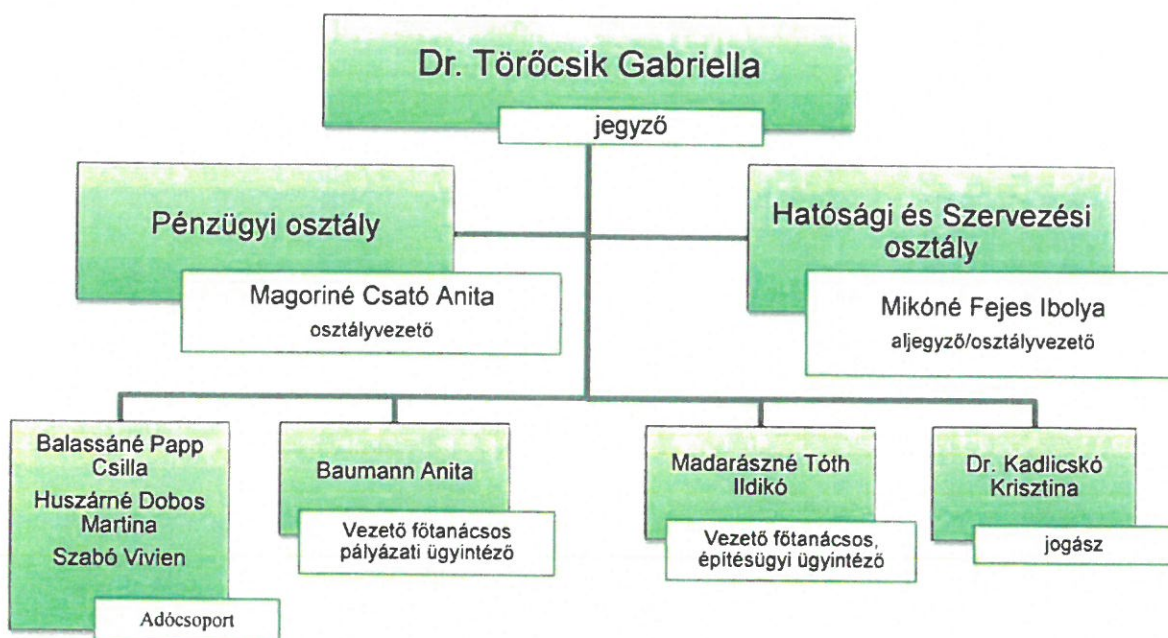 Dr. Törőcsik Gabriella
jegyző
Pénzügyi osztály
Magoriné Csató Anita
osztályvezető
Hatósági és Szervezési
osztály
Mikóné Fejes Ibolya
aljegyző/osztályvezető
Balassáné Papp
Csilla
Huszárné Dobos
Martina
Szabó Vivien
Adócsoport
Baumann Anita
Vezető főtanácsos
pályázati ügyintéző
Madarászné Tóth
Ildikó
Vezető főtanácsos,
építésügyi ügyintéző
Dr. Kadlicskó
Krisztina
jogász